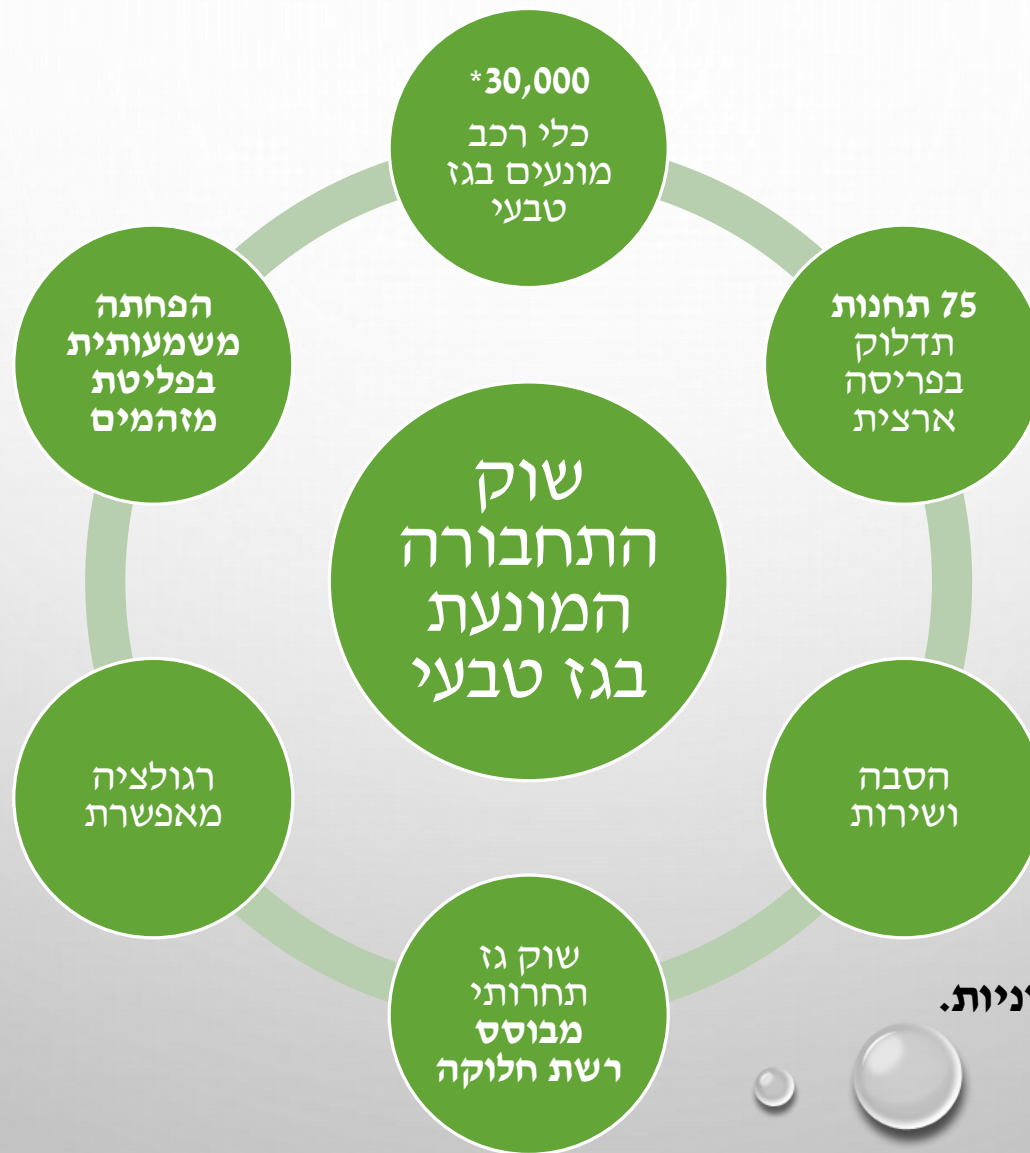 30,000*
כלי רכב
מונעים בגז
טבעי
75 תחנות
תדלוק
בפריסה
ארצית
הסבה
ושירות
שוק גז
תחרותי
מבוסס
רשת חלוקה
רגולציה
מאפשרת
הפחתה
משמעותית
בפליטת
מזהמים
שוק
התחבורה
המונעת
בגז טבעי